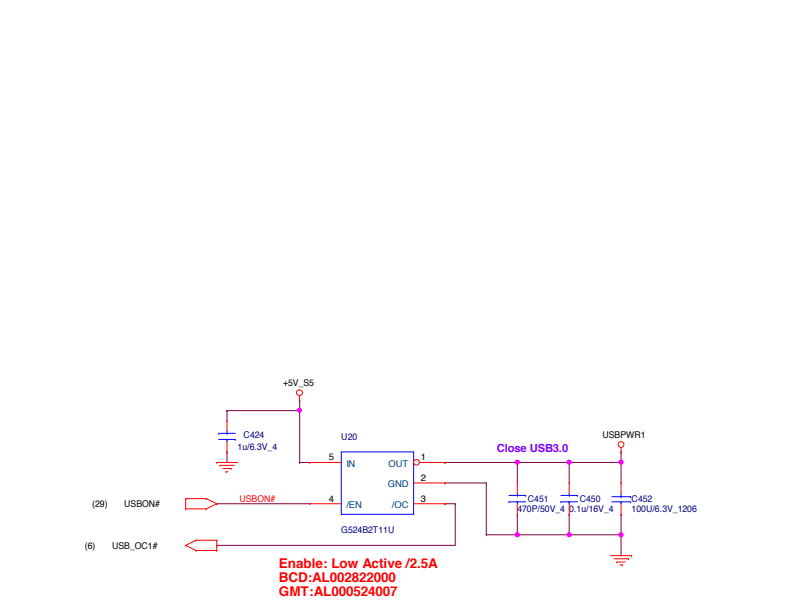 +5V_S5
C424
1u/6.3V_4
U20
Close USB3.0
USBPWR1
5 IN OUT 1
GND 2
(29) USBON# USBON# 4 /EN /OC 3
C451
470P/50V_4
C450
0.1u/16V_4
C452
100U/6.3V_1206
G524B2T11U
(6) USB_OC1#
Enable: Low Active /2.5A
BCD:AL002822000
GMT:AL000524007